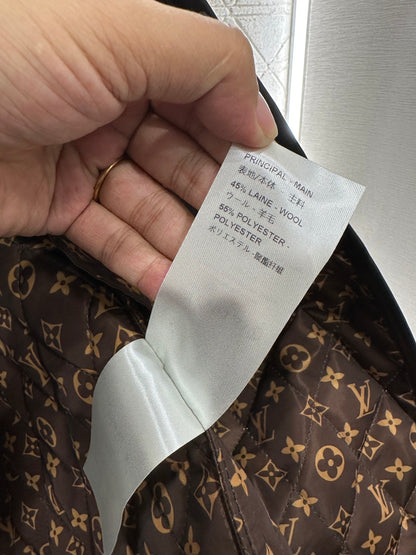 PRINCIPAL - MAIN
表地/本体 主料
45% LAINE - WOOL
ウール - 羊毛
55% POLYESTER -
POLYESTER
ポリエステル - 聚酯纤维